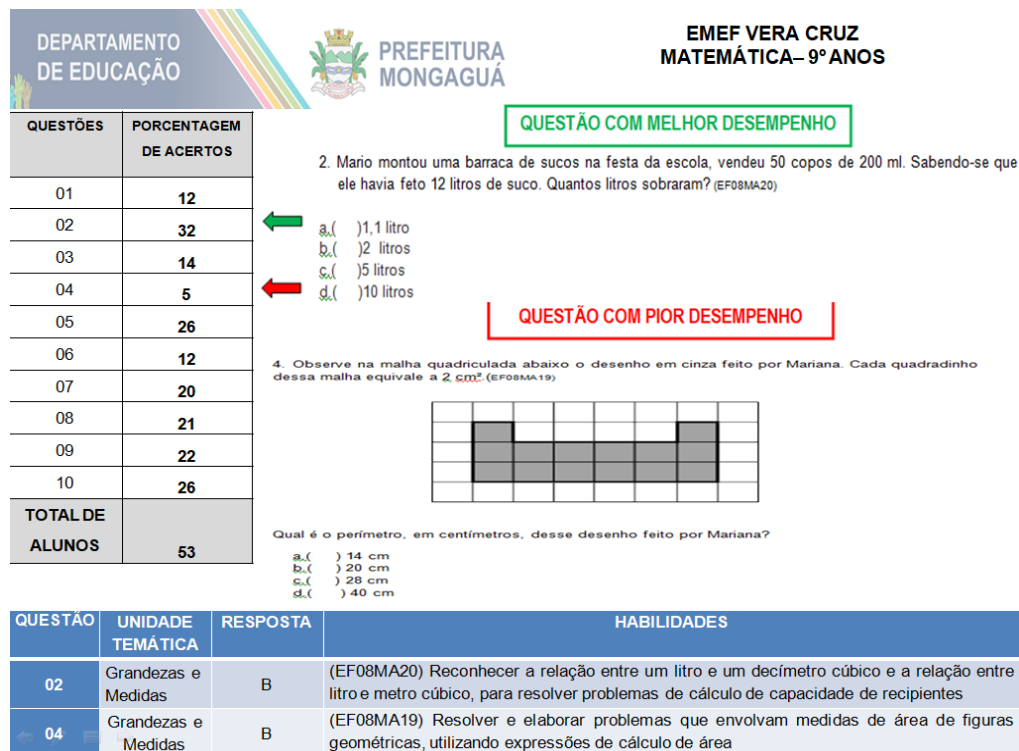 DEPARTAMENTO
DE EDUCAÇÃO
PREFEITURA
MONGAGUÁ
EMEF VERA CRUZ
MATEMÁTICA– 9º ANOS
QUESTÕES PORCENTAGEM
DE ACERTOS
01 12
02 32
03 14
04 5
05 26
06 12
07 20
08 21
09 22
10 26
TOTAL DE
ALUNOS 53
QUESTÃO COM MELHOR DESEMPENHO
2. Mario montou uma barraca de sucos na festa da escola, vendeu 50 copos de 200 ml. Sabendo-se que
ele havia feto 12 litros de suco. Quantos litros sobraram? (EF08MA20)
a.( )1,1 litro
b.( )2 litros
c.( )5 litros
d.( )10 litros
QUESTÃO COM PIOR DESEMPENHO
4. Observe na malha quadriculada abaixo o desenho em cinza feito por Mariana. Cada quadradinho
dessa malha equivale a 2 cm².(EF08MA19)
Qual é o perímetro, em centímetros, desse desenho feito por Mariana?
a.( ) 14 cm
b.( ) 20 cm
c.( ) 28 cm
d.( ) 40 cm
QUESTÃO UNIDADE RESPOSTA HABILIDADES
TEMÁTICA
02 Grandezas e Medidas B (EF08MA20) Reconhecer a relação entre um litro e um decímetro cúbico e a relação entre
litro e metro cúbico, para resolver problemas de cálculo de capacidade de recipientes
04 Grandezas e Medidas B (EF08MA19) Resolver e elaborar problemas que envolvam medidas de área de figuras
geométricas, utilizando expressões de cálculo de área